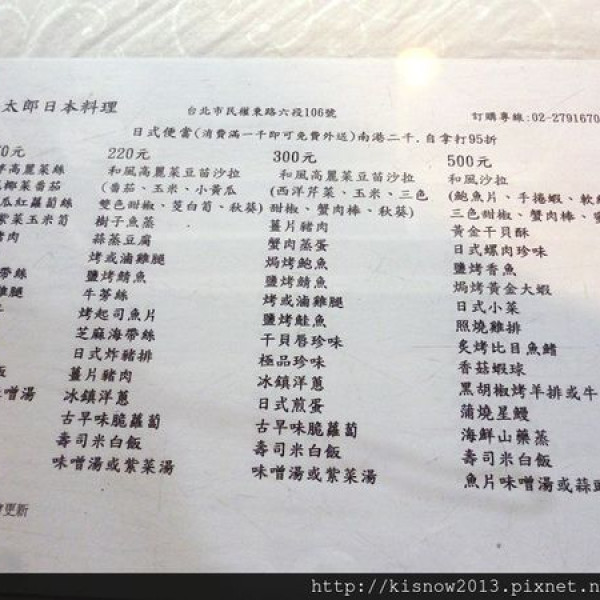 太郎日本料理
台北市民權東路六段106號
訂購專線:02-2791670
日式便當(消費滿一千即可免費外送)南港二千.自拿打95折
0元
高麗菜絲
椰菜番茄
瓜紅蘿蔔絲
紫菜玉米筍
豬肉
帶絲
雞腿
飯
味噌湯
更新
220元
和風高麗菜豆苗沙拉
(番茄、玉米、小黃瓜
雙色甜椒、茭白筍、秋葵)
樹子魚蒸
蒜蒸豆腐
烤或滷雞腿
鹽烤鯖魚
牛蒡絲
烤起司魚片
芝麻海帶絲
日式炸豬排
薑片豬肉
冰鎮洋蔥
古早味脆蘿蔔
壽司米白飯
味噌湯或紫菜湯
300元
和風高麗菜豆苗沙拉
(西洋芹菜、玉米、三色
甜椒、蟹肉棒、秋葵)
薑片豬肉
蟹肉蒸蛋
焗烤鮑魚
鹽烤鯖魚
烤或滷雞腿
鹽烤鮭魚
干貝唇珍味
極品珍味
冰鎮洋蔥
日式煎蛋
古早味脆蘿蔔
壽司米白飯
味噌湯或紫菜湯
500元
和風沙拉
(鮑魚片、手捲蝦、軟
三色甜椒、蟹肉棒、
黃金干貝酥
日式螺肉珍味
鹽烤香魚
焗烤黃金大蝦
日式小菜
照燒雞排
炙烤比目魚鰭
香菇蝦球
黑胡椒烤羊排或牛
蒲燒星鰻
海鮮山藥蒸
壽司米白飯
魚片味噌湯或蒜
http://kisnow2013.pixnet.n